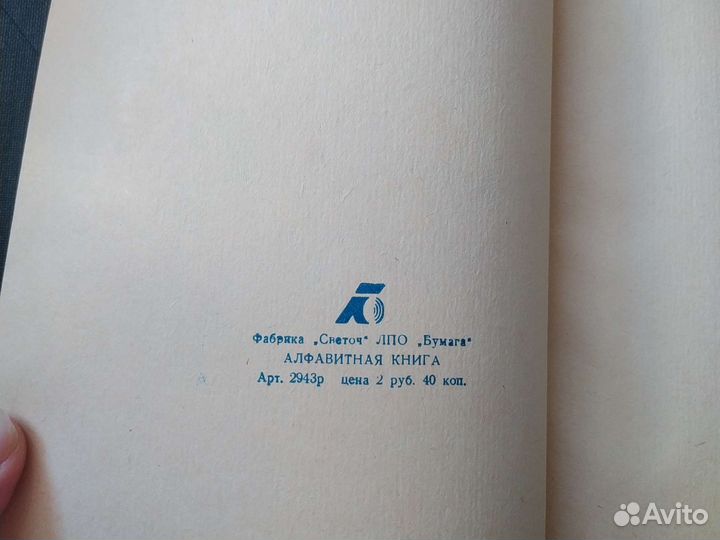 Фабрика „Светоч“ ЛПО „Бумага“
АЛФАВИТНАЯ КНИГА
Арт. 2943р цена 2 руб. 40 коп.
Avito